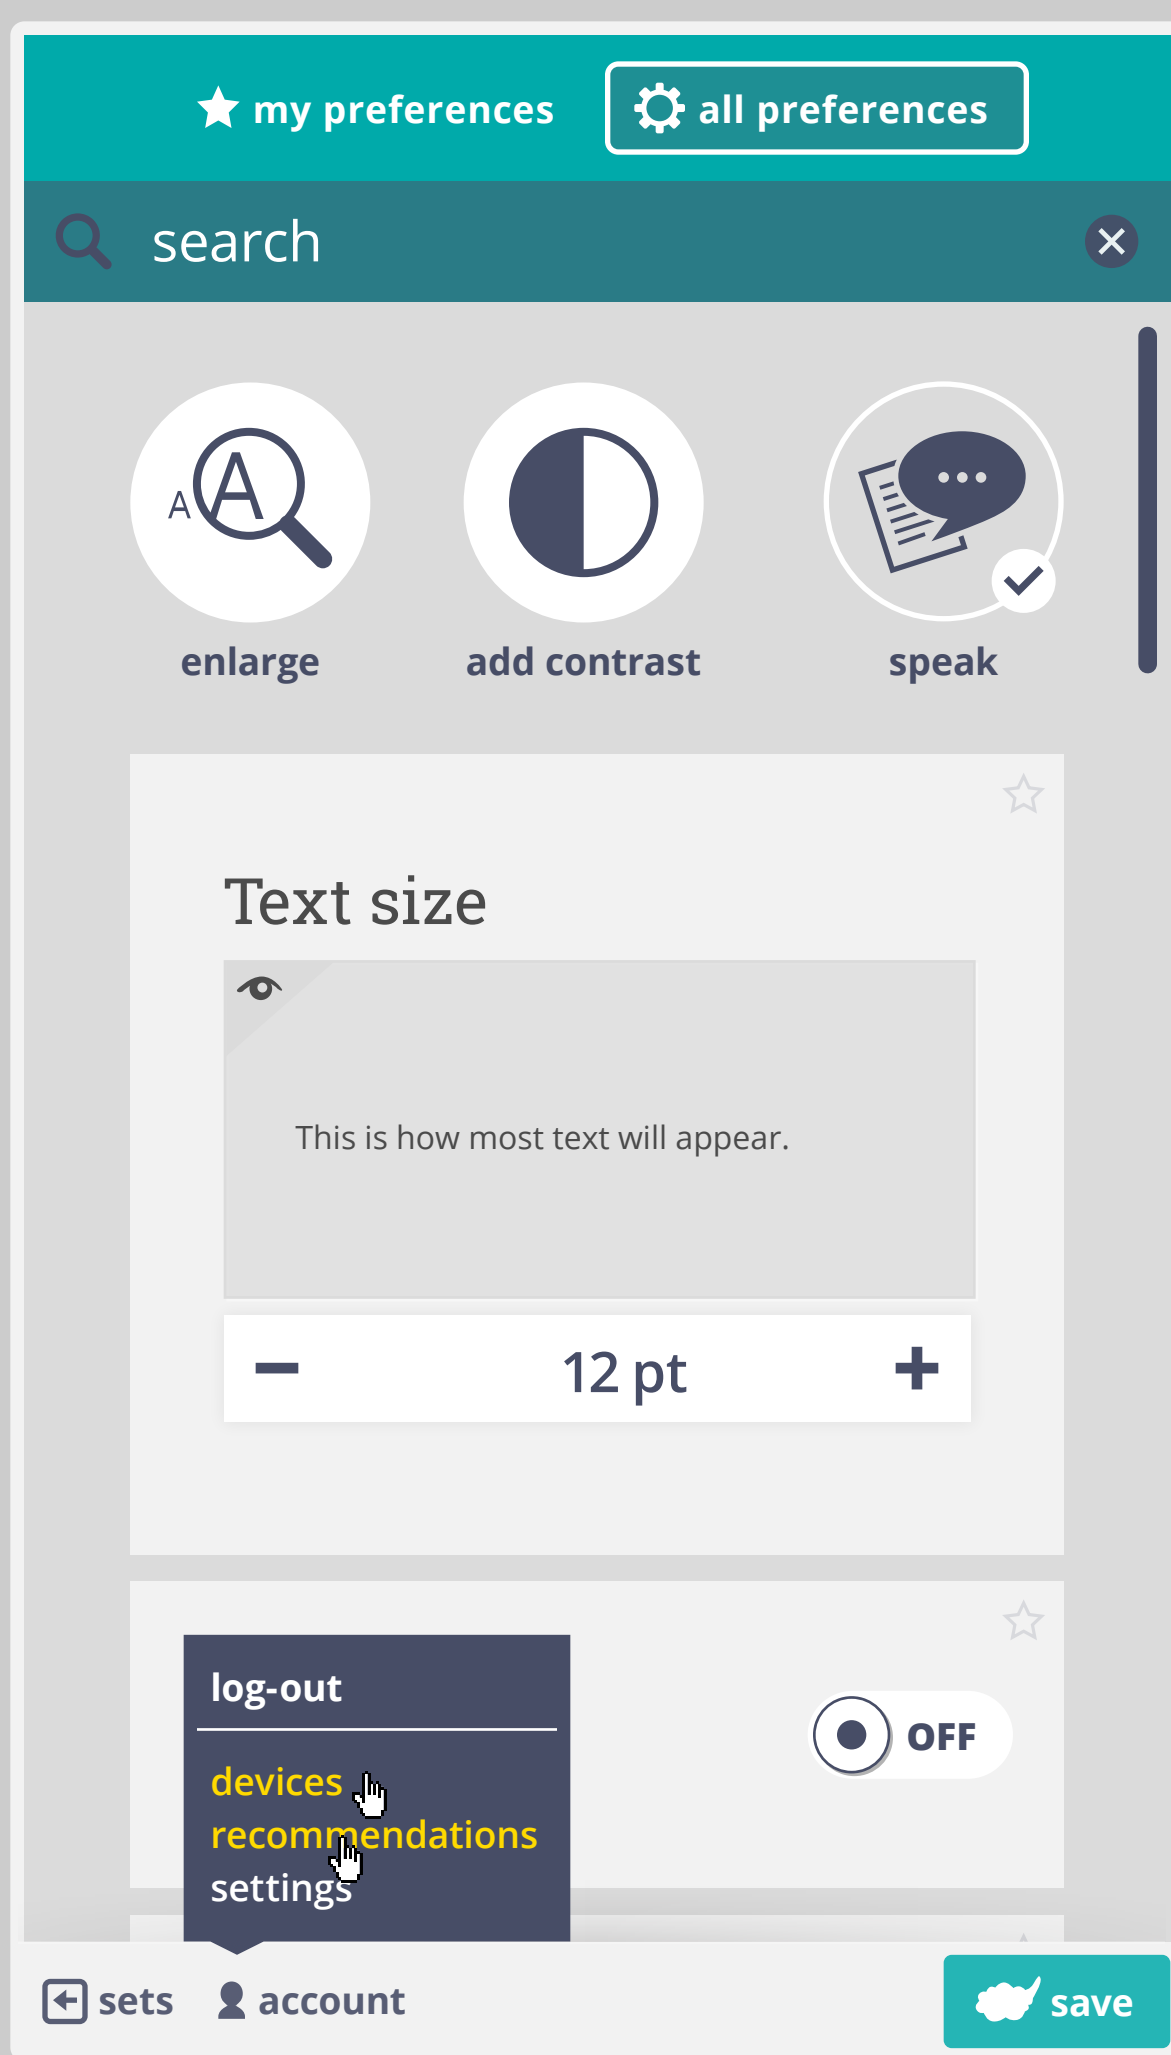 my preferences
all preferences
search
A A
enlarge
add contrast
speak
Text size
This is how most text will appear.
12 pt
log-out
devices
recommendations
settings
OFF
sets
account
save